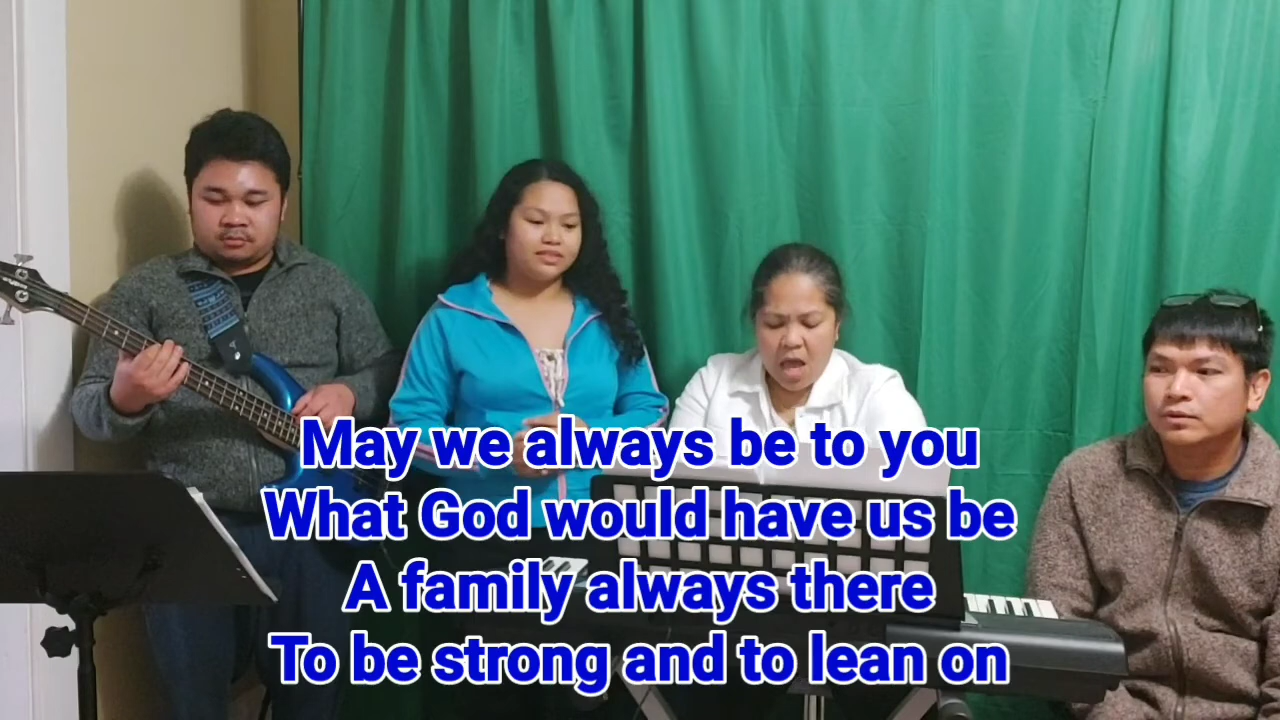 May we always be to you
What God would have us be
A family always there
To be strong and to lean on